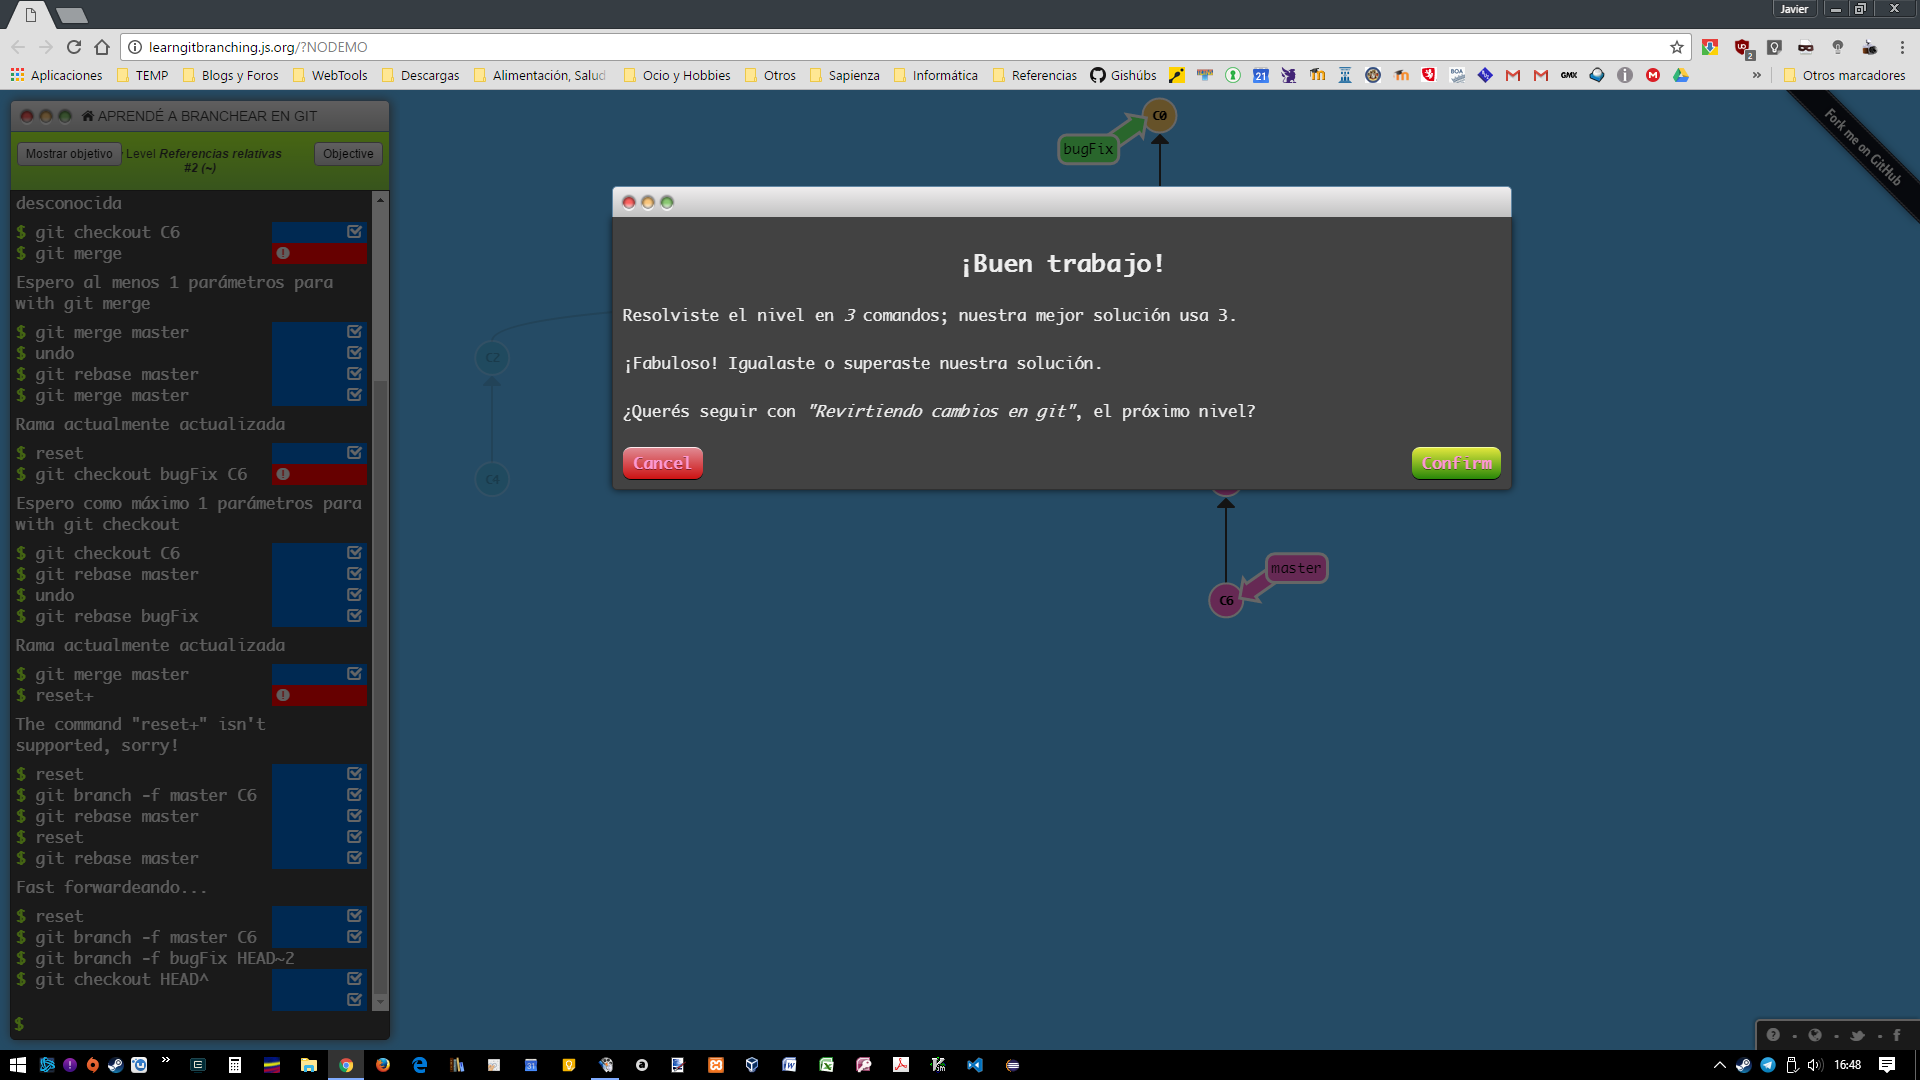 Javier
learngitbranching.js.org/?NODEMO
Aplicaciones TEMP Blogs y Foros WebTools Descargas Alimentación, Salud Ocio y Hobbies Otros Sapienza Informática Referencias Gishúbs Otros marcadores
APRENDÉ A BRANCHEAR EN GIT
Mostrar objetivo Level Referencias relativas #2 (~) Objective
desconocida
$ git checkout C6
$ git merge
Espero al menos 1 parámetros para
with git merge
$ git merge master
$ undo
$ git rebase master
$ git merge master
Rama actualmente actualizada
$ reset
$ git checkout bugFix C6
Espero como máximo 1 parámetros para
with git checkout
$ git checkout C6
$ git rebase master
$ undo
$ git rebase bugFix
Rama actualmente actualizada
$ git merge master
$ reset+
The command "reset+" isn't
supported, sorry!
$ reset
$ git branch -f master C6
$ git rebase master
$ reset
$ git rebase master
Fast forwardeando...
$ reset
$ git branch -f master C6
$ git branch -f bugFix HEAD~2
$ git checkout HEAD^
$
C0
bugFix
Fork me on GitHub
¡Buen trabajo!
Resolviste el nivel en 3 comandos; nuestra mejor solución usa 3.
¡Fabuloso! Igualaste o superaste nuestra solución.
¿Querés seguir con "Revirtiendo cambios en git", el próximo nivel?
Cancel Confirm
C2
C4
master
C6
16:48